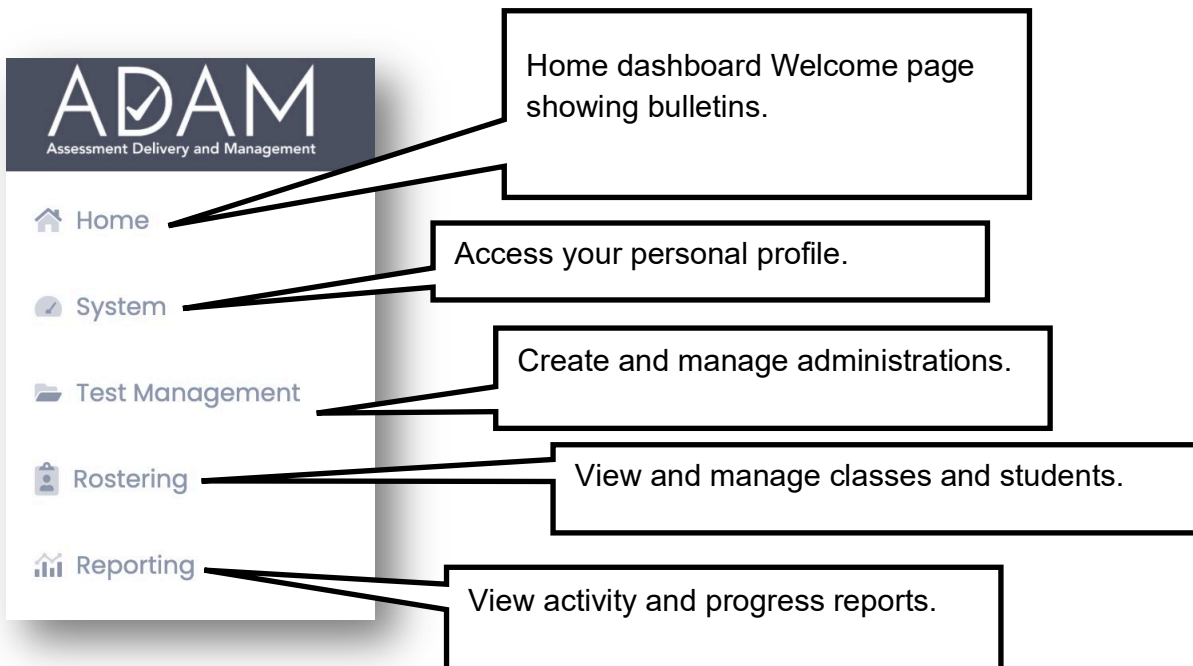 ADAM
Assessment Delivery and Management
Home
Home dashboard Welcome page
showing bulletins.
System
Access your personal profile.
Test Management
Create and manage administrations.
Rostering
View and manage classes and students.
Reporting
View activity and progress reports.